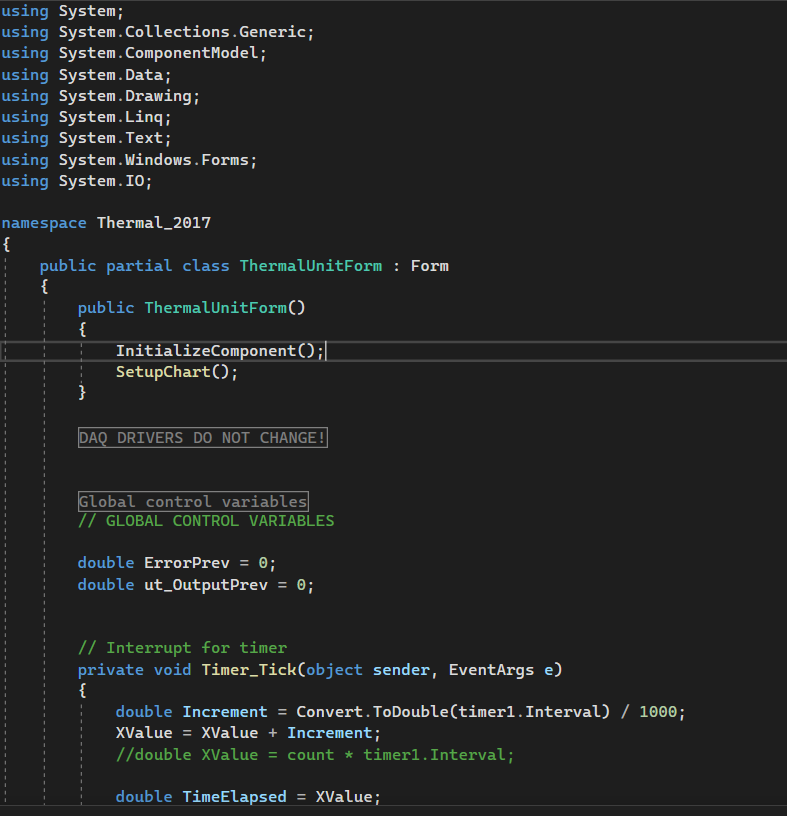 using System;
using System.Collections.Generic;
using System.ComponentModel;
using System.Data;
using System.Drawing;
using System.Linq;
using System.Text;
using System.Windows.Forms;
using System.IO;
namespace Thermal_2017
{
public partial class ThermalUnitForm : Form
{
public ThermalUnitForm()
{
InitializeComponent();
SetupChart();
}
DAQ DRIVERS DO NOT CHANGE!
Global control variables
// GLOBAL CONTROL VARIABLES
double ErrorPrev = 0;
double ut_OutputPrev = 0;
// Interrupt for timer
private void Timer_Tick(object sender, EventArgs e)
{
double Increment = Convert.ToDouble(timer1.Interval) / 1000;
XValue = XValue + Increment;
//double XValue = count * timer1.Interval;
double TimeElapsed = XValue;